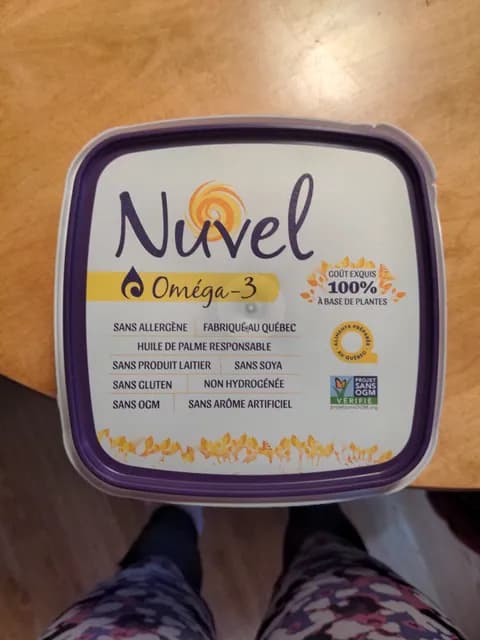 Nuvel
Oméga-3
GOÛT EXQUIS
100%
À BASE DE PLANTES
SANS ALLERGÈNE FABRIQUÉ AU QUÉBEC
HUILE DE PALME RESPONSABLE
SANS PRODUIT LAITIER SANS SOYA
SANS GLUTEN NON HYDROGÉNÉE
SANS OGM SANS ARÔME ARTIFICIEL
ALIMENTS PRÉPARÉS
AU QUÉBEC
PROJET
SANS
OGM
VÉRIFIÉ